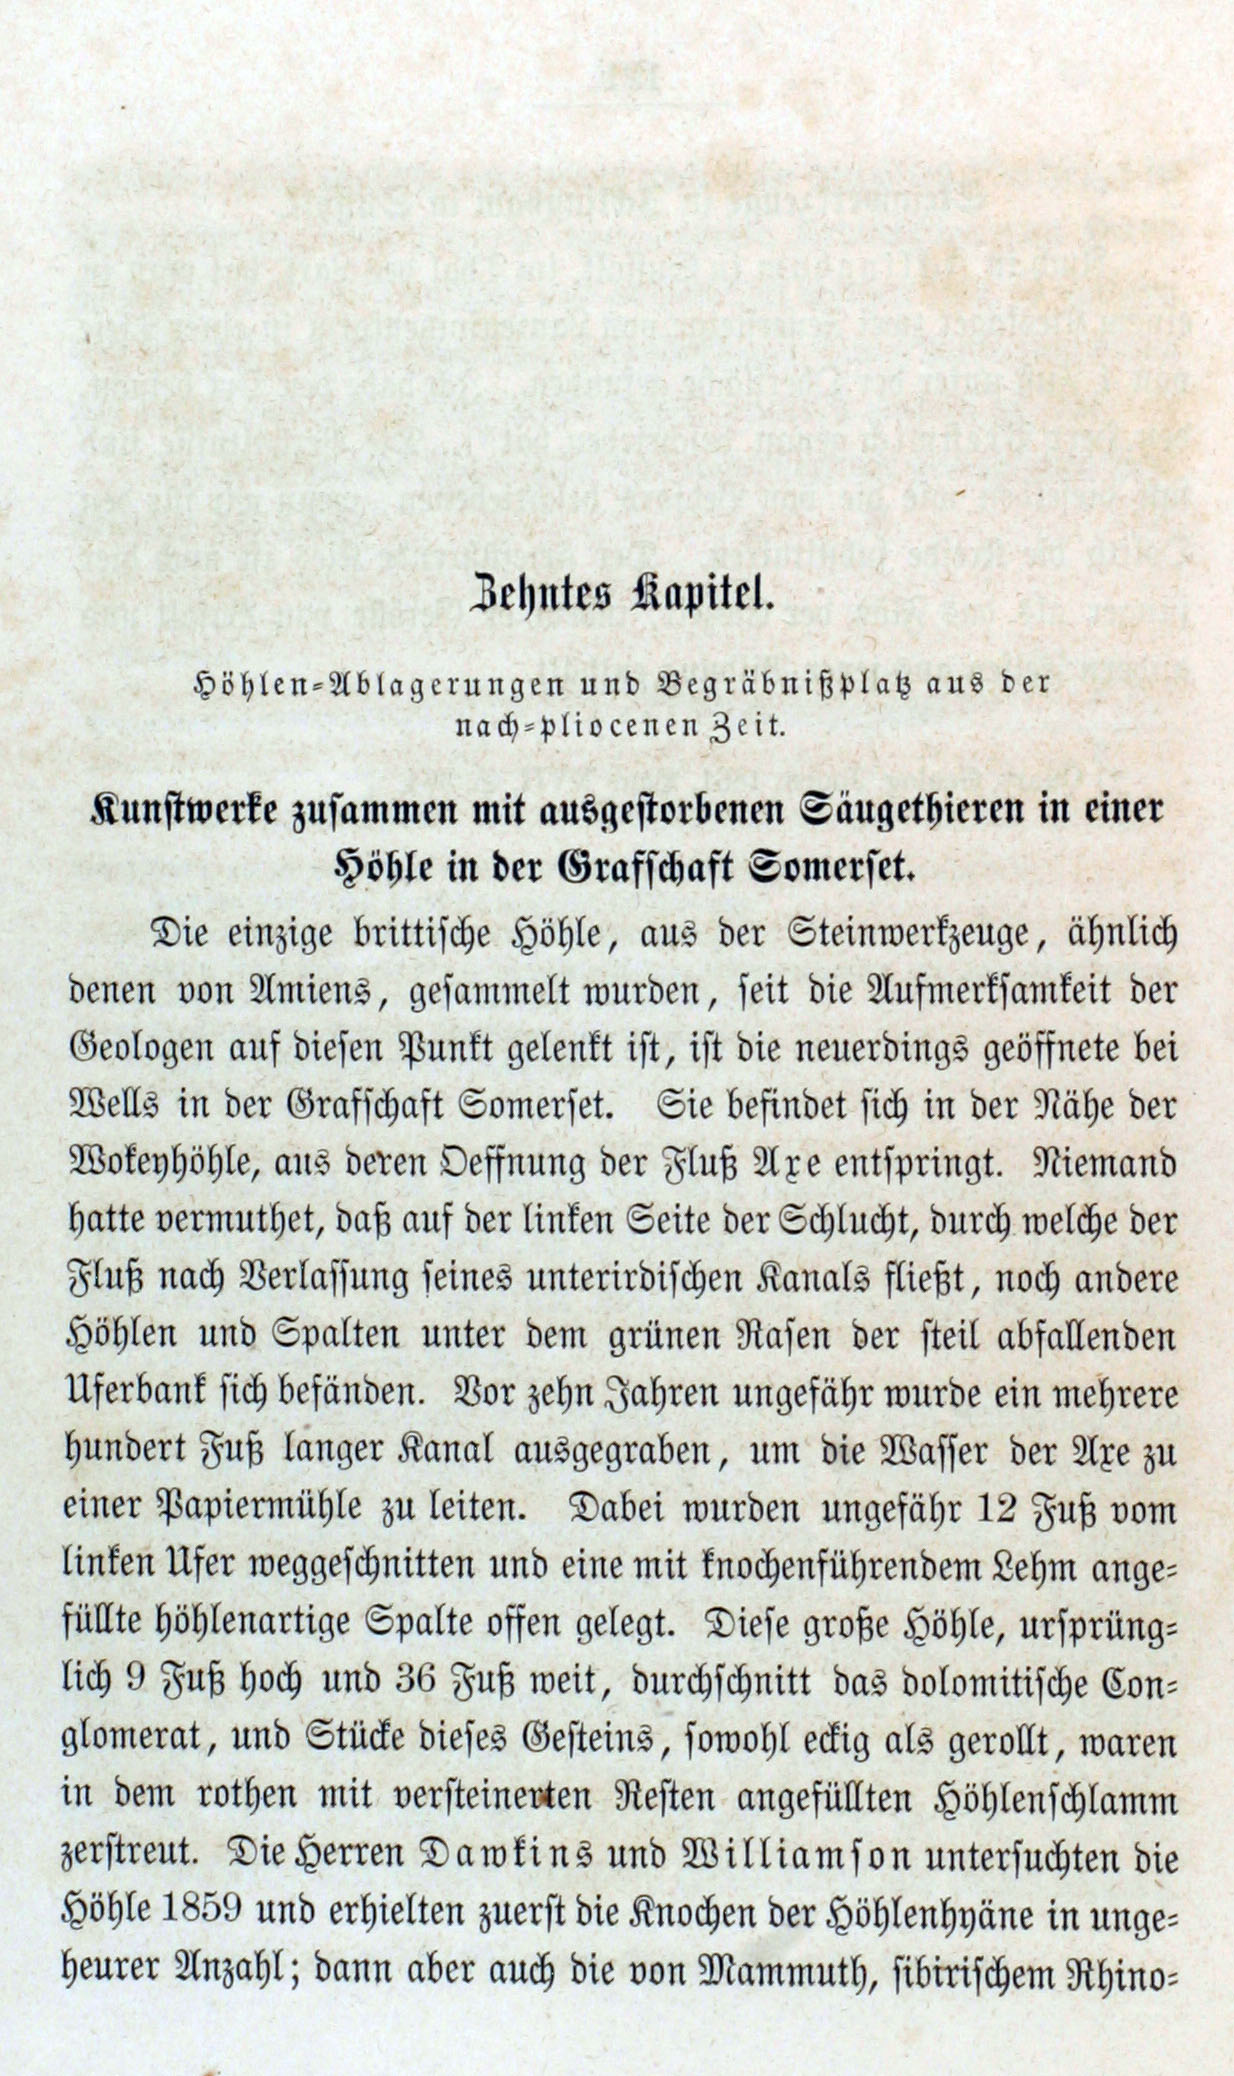 Zehntes Kapitel.
Höhlen-Ablagerungen und Begräbnißplatz aus der
nach-pliocenen Zeit.
Kunstwerke zusammen mit ausgestorbenen Säugethieren in einer
Höhle in der Grafschaft Somerset.
Die einzige brittische Höhle, aus der Steinwerkzeuge, ähnlich
denen von Amiens, gesammelt wurden, seit die Aufmerksamkeit der
Geologen auf diesen Punkt gelenkt ist, ist die neuerdings geöffnete bei
Wells in der Grafschaft Somerset. Sie befindet sich in der Nähe der
Wokeyhöhle, aus deren Oeffnung der Fluß Axe entspringt. Niemand
hatte vermuthet, daß auf der linken Seite der Schlucht, durch welche der
Fluß nach Verlassung seines unterirdischen Kanals fließt, noch andere
Höhlen und Spalten unter dem grünen Rasen der steil abfallenden
Uferbank sich befänden. Vor zehn Jahren ungefähr wurde ein mehrere
hundert Fuß langer Kanal ausgegraben, um die Wasser der Axe zu
einer Papiermühle zu leiten. Dabei wurden ungefähr 12 Fuß vom
linken Ufer weggeschnitten und eine mit knochenführendem Lehm ange-
füllte höhlenartige Spalte offen gelegt. Diese große Höhle, ursprüng-
lich 9 Fuß hoch und 36 Fuß weit, durchschnitt das dolomitische Con-
glomerat, und Stücke dieses Gesteins, sowohl eckig als gerollt, waren
in dem rothen mit versteinerten Resten angefüllten Höhlenschlamm
zerstreut. Die Herren Dawkins und Williamson untersuchten die
Höhle 1859 und erhielten zuerst die Knochen der Höhlenhyäne in unge-
heurer Anzahl; dann aber auch die von Mammuth, sibirischem Rhino-